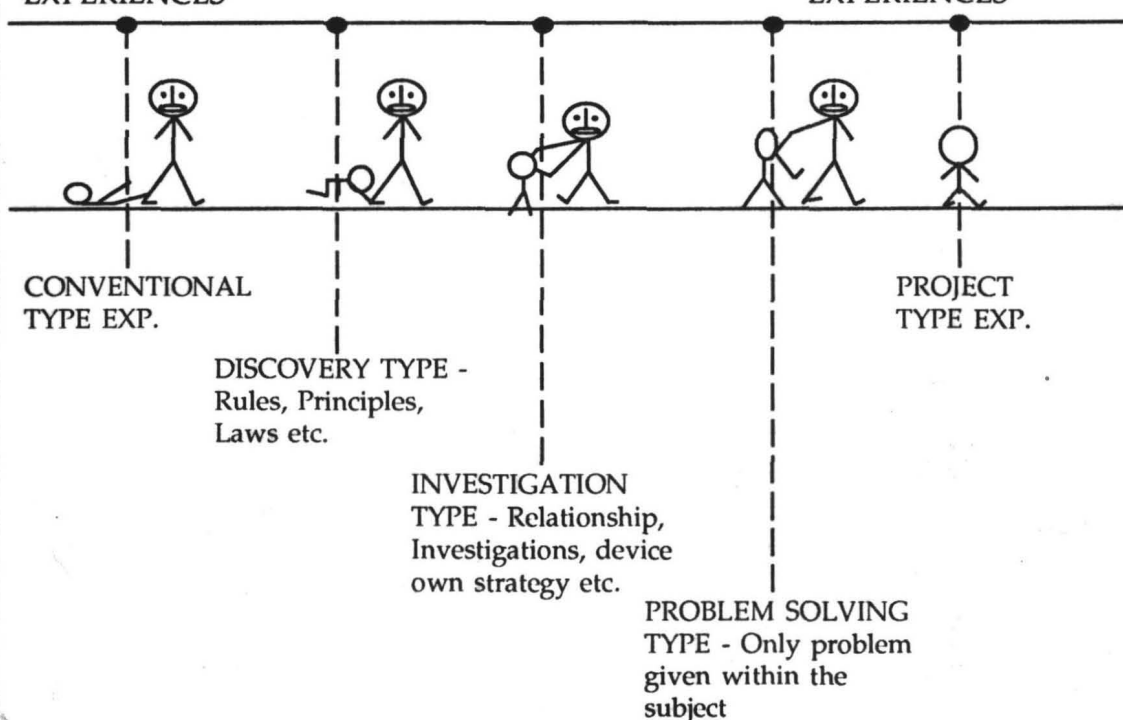 EXPERIENCES
EXPERIENCES
CONVENTIONAL
TYPE EXP.
PROJECT
TYPE EXP.
DISCOVERY TYPE -
Rules, Principles,
Laws etc.
INVESTIGATION
TYPE - Relationship,
Investigations, device
own strategy etc.
PROBLEM SOLVING
TYPE - Only problem
given within the
subject